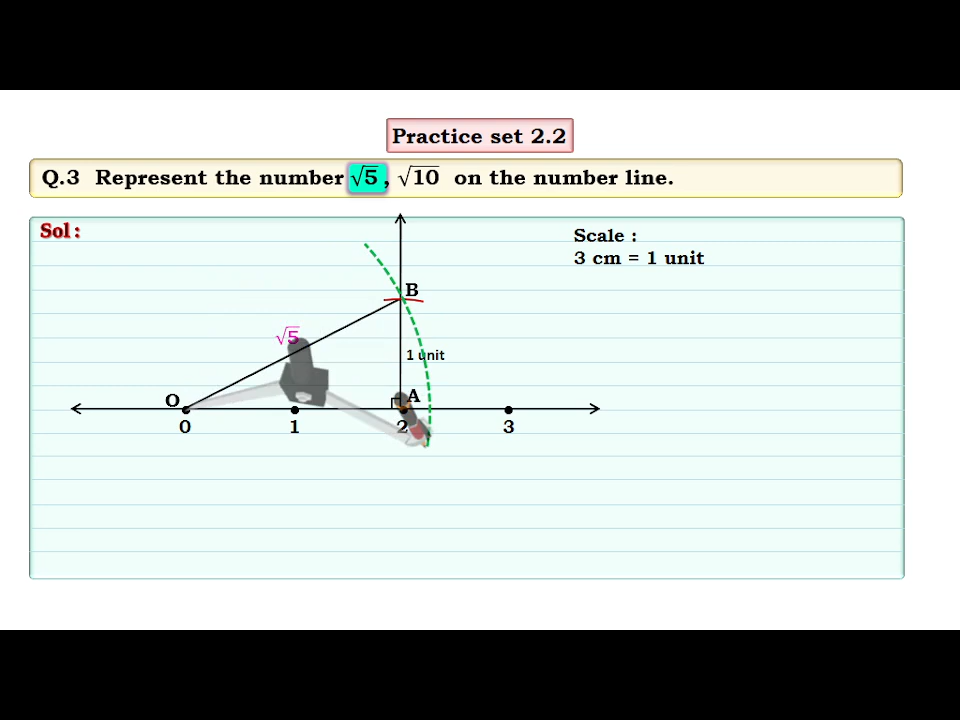 Practice set 2.2
Q.3 Represent the number √5 , √10 on the number line.
Sol :
Scale :
3 cm = 1 unit
B
√5
1 unit
O
A
0 1 2 3